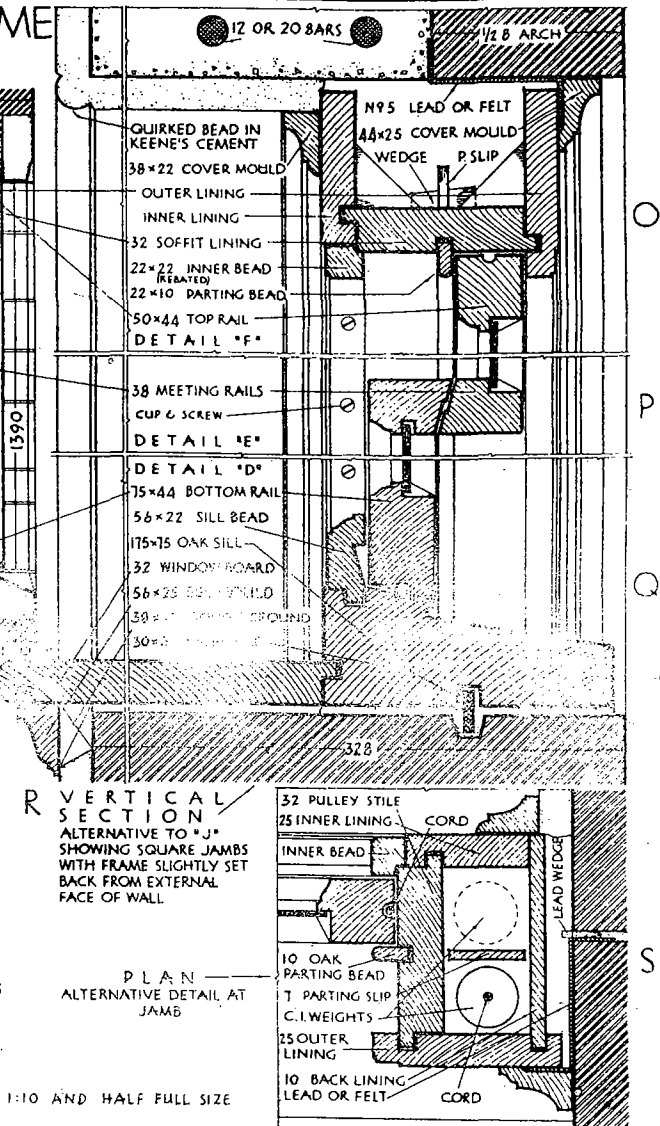 ME
12 OR 20 BARS
1/2 B ARCH
QUIRKED BEAD IN
KEENE'S CEMENT
Nº 5 LEAD OR FELT
44×25 COVER MOULD
38×22 COVER MOULD
WEDGE
P. SLIP
OUTER LINING
INNER LINING
32 SOFFIT LINING
22×22 INNER BEAD
(REBATED)
22×10 PARTING BEAD
50×44 TOP RAIL
DETAIL "F"
38 MEETING RAILS
CUP & SCREW
DETAIL "E"
DETAIL "D"
75×44 BOTTOM RAIL
56×22 SILL BEAD
175×75 OAK SILL
32 WINDOW BOARD
56×25
1390
328
O
P
Q
R
S
VERTICAL
SECTION
ALTERNATIVE TO "J"
SHOWING SQUARE JAMBS
WITH FRAME SLIGHTLY SET
BACK FROM EXTERNAL
FACE OF WALL
32 PULLEY STILE
25 INNER LINING
CORD
INNER BEAD
LEAD WEDGE
10 OAK
PARTING BEAD
7 PARTING SLIP
C.I. WEIGHTS
25 OUTER
LINING
10 BACK LINING
LEAD OR FELT
CORD
PLAN
ALTERNATIVE DETAIL AT
JAMB
1:10 AND HALF FULL SIZE